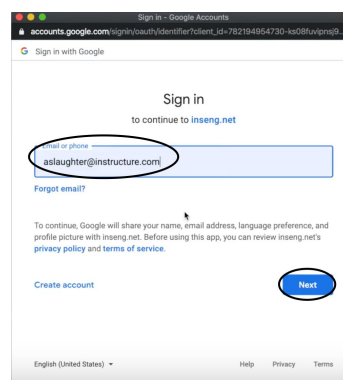 Sign in - Google Accounts
accounts.google.com/signin/oauth/identifier?client_id=782194954730-ks08fuvipnsj9...
G Sign in with Google
Sign in
to continue to inseng.net
Email or phone
aslaughter@instructure.com
Forgot email?
To continue, Google will share your name, email address, language preference, and
profile picture with inseng.net. Before using this app, you can review inseng.net's
privacy policy and terms of service.
Create account
Next
English (United States)
Help Privacy Terms